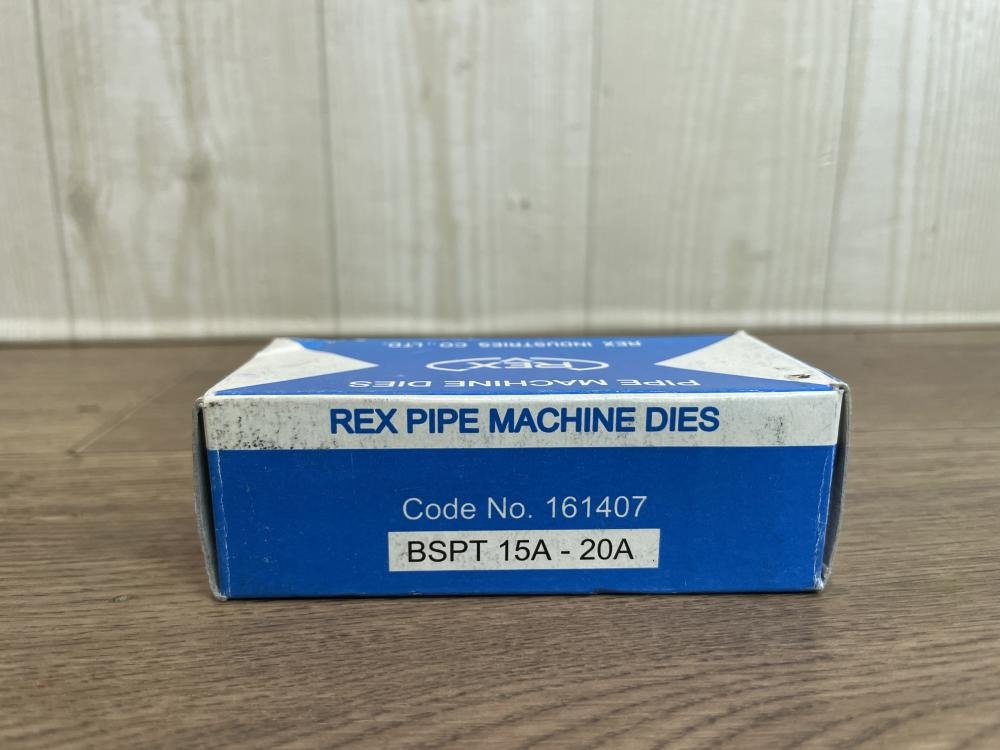 REX INDUSTRIES CO., LTD.
REX
PIPE MACHINE DIES
REX PIPE MACHINE DIES
Code No. 161407
BSPT 15A - 20A